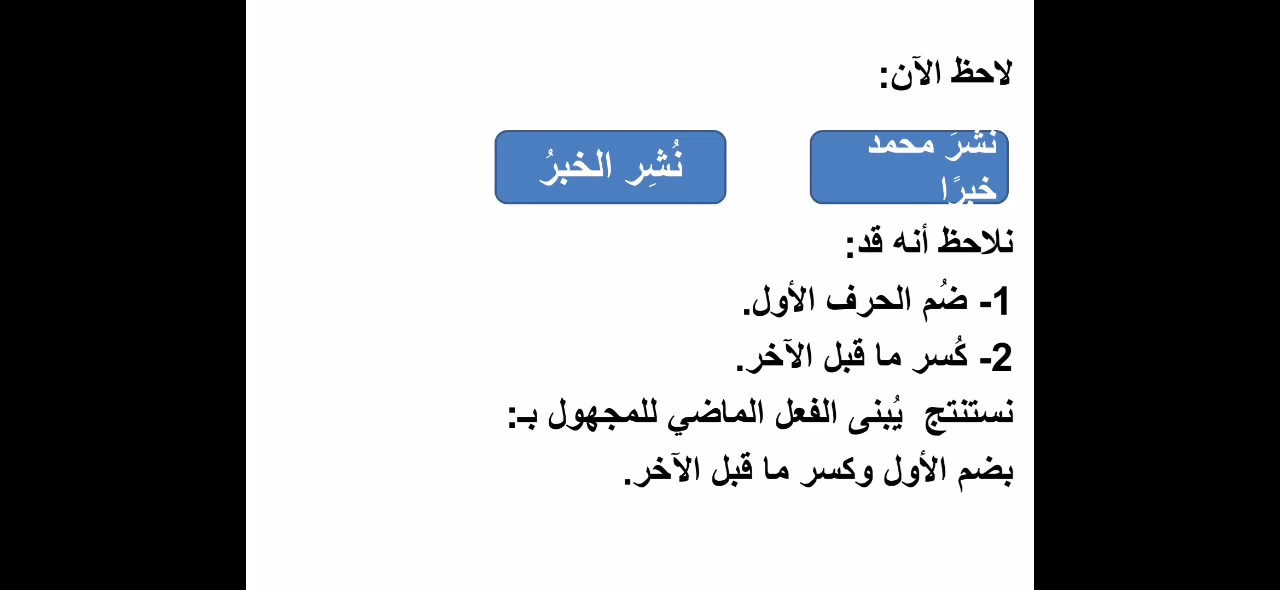 لاحظ الآن:
نشرَ محمد
خبرًا
نُشِر الخبرُ
نلاحظ أنه قد:
1- ضُم الحرف الأول.
2- كُسر ما قبل الآخر.
نستنتج يُبنى الفعل الماضي للمجهول بـ:
بضم الأول وكسر ما قبل الآخر.